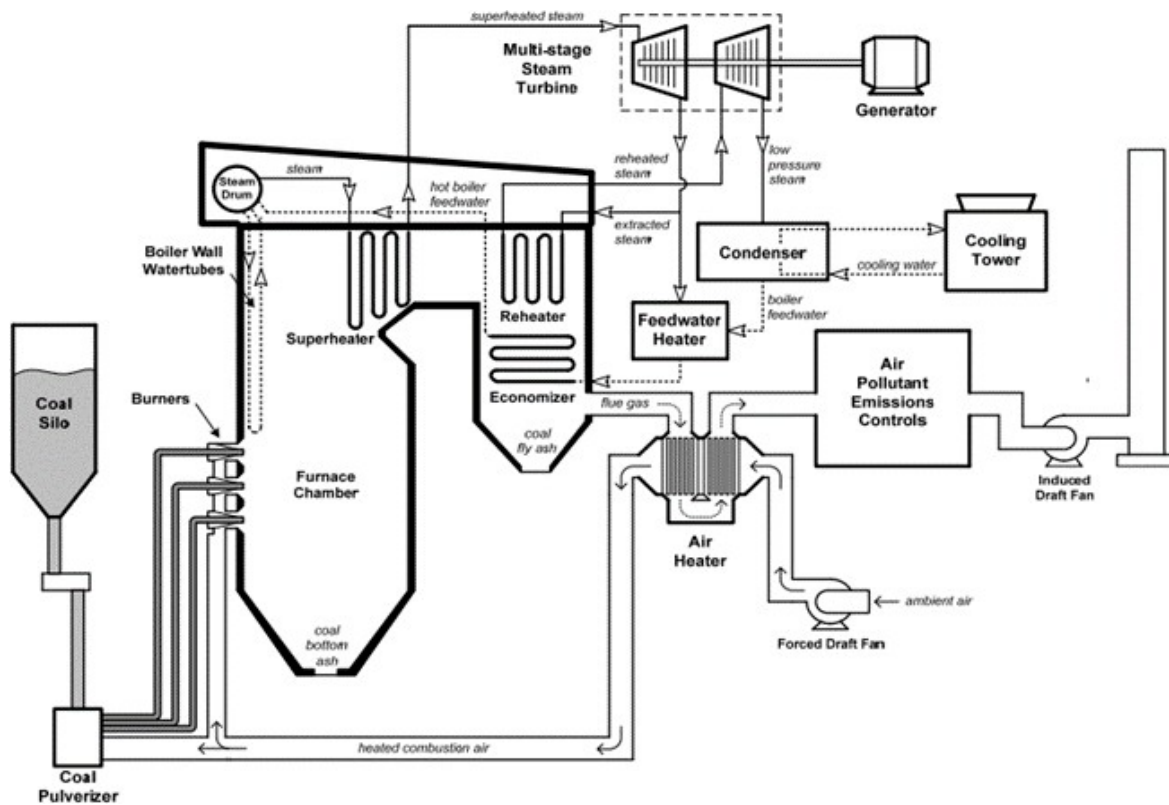 superheated steam
Multi-stage
Steam
Turbine
Generator
steam
Steam
Drum
hot boiler
feedwater
reheated
steam
low
pressure
steam
extracted
steam
Boiler Wall
Watertubes
Condenser
cooling water
Cooling
Tower
Superheater
Reheater
Feedwater
Heater
boiler
feedwater
Economizer
Coal
Silo
Burners
flue gas
Air
Pollutant
Emissions
Controls
coal
fly ash
Furnace
Chamber
Induced
Draft Fan
Air
Heater
ambient air
Forced Draft Fan
coal
bottom
ash
heated combustion air
Coal
Pulverizer